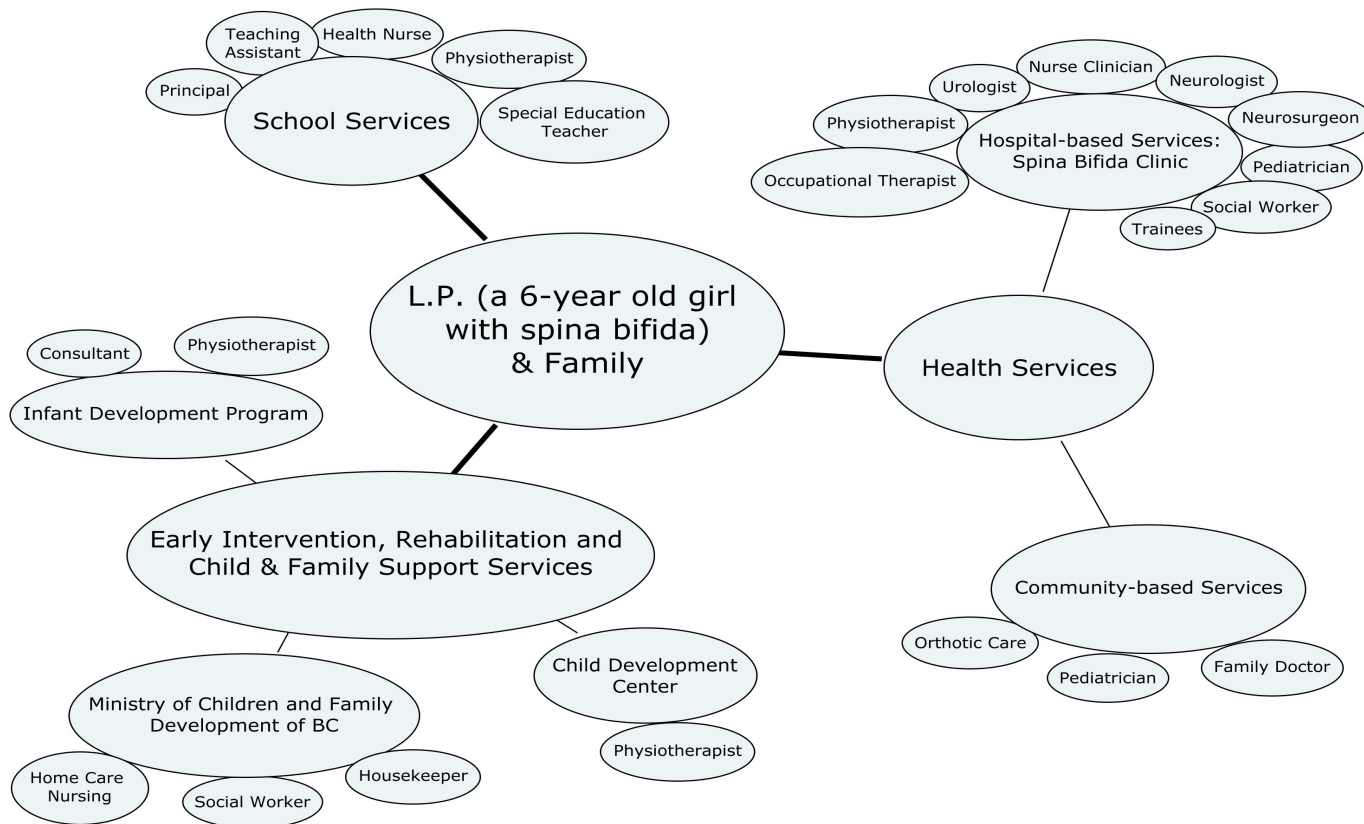 Teaching
Assistant
Health Nurse
Physiotherapist
Principal
Special Education
Teacher
School Services
Nurse Clinician
Neurologist
Urologist
Neurosurgeon
Physiotherapist
Hospital-based Services:
Spina Bifida Clinic
Pediatrician
Occupational Therapist
Social Worker
Trainees
L.P. (a 6-year old girl
with spina bifida)
& Family
Health Services
Consultant
Physiotherapist
Infant Development Program
Early Intervention, Rehabilitation and
Child & Family Support Services
Community-based Services
Orthotic Care
Pediatrician
Family Doctor
Child Development
Center
Physiotherapist
Ministry of Children and Family
Development of BC
Home Care
Nursing
Social Worker
Housekeeper